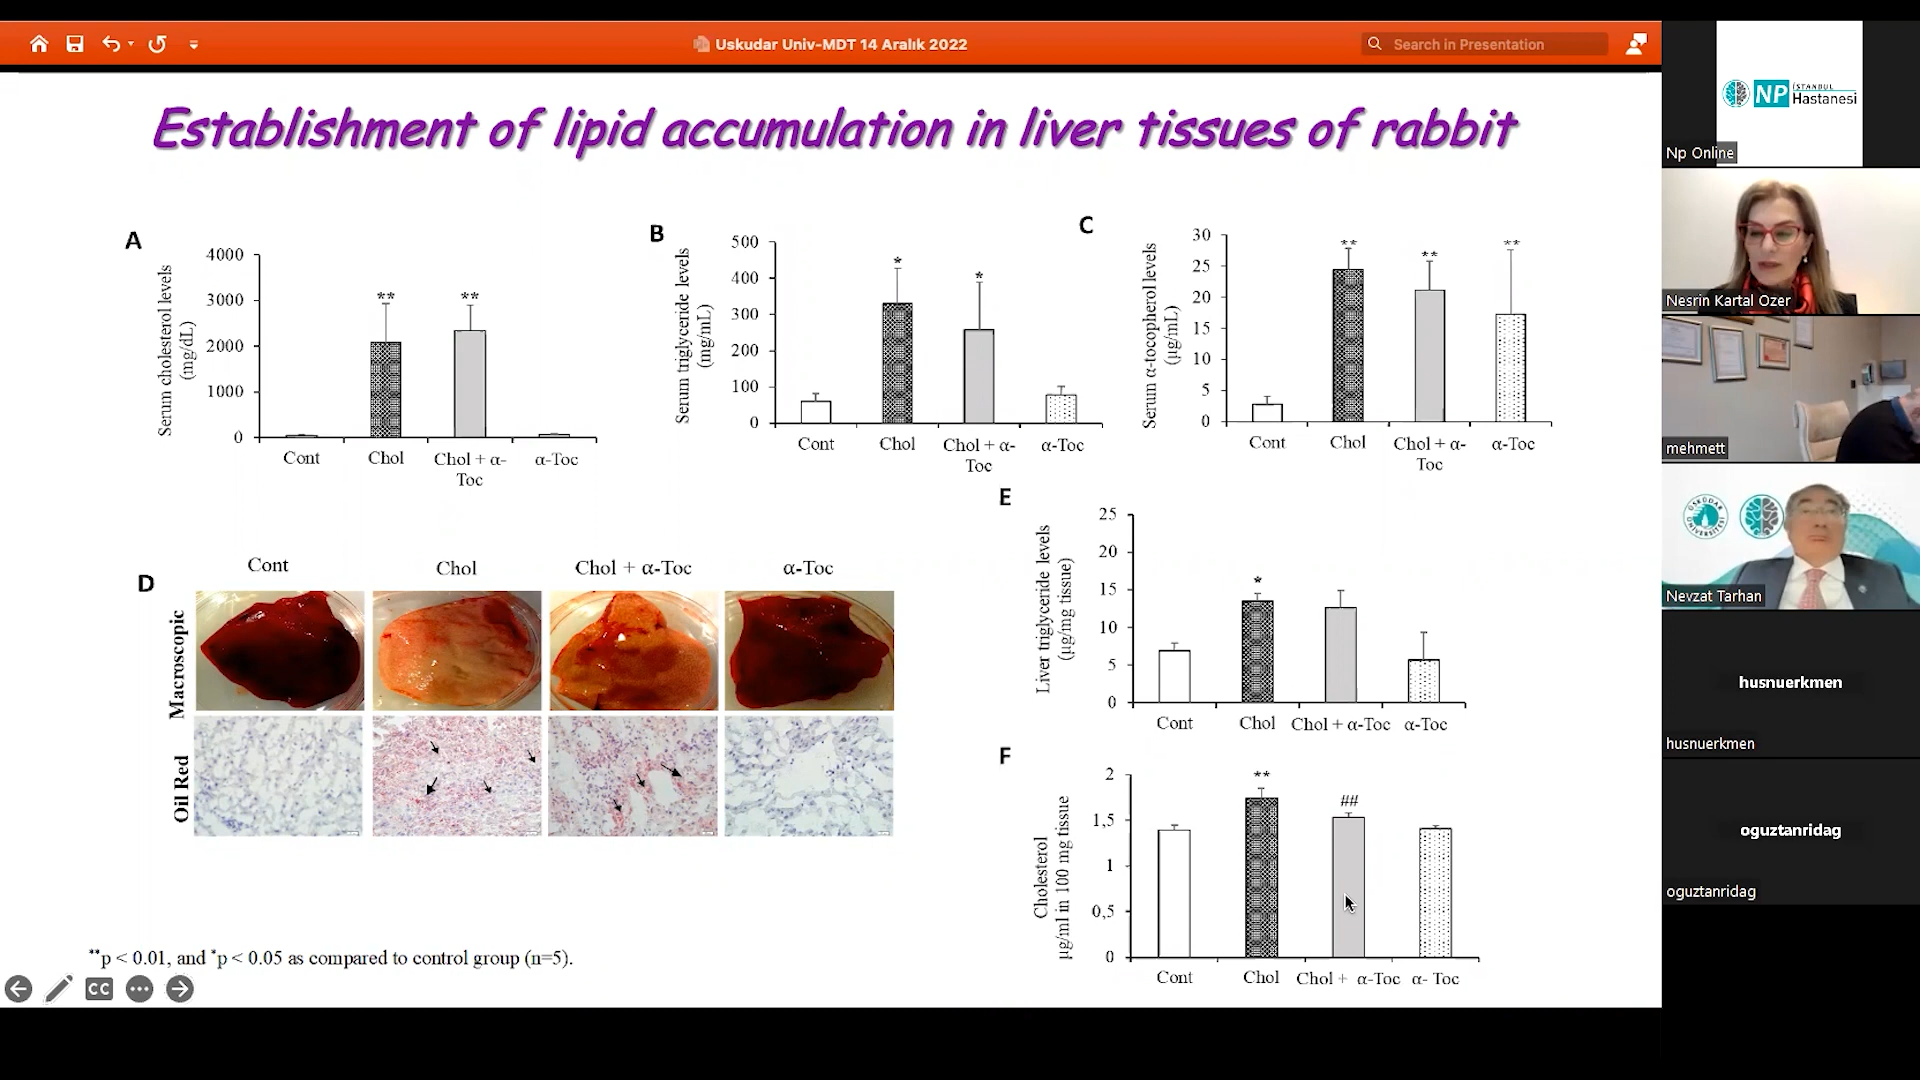 Uskudar Univ-MDT 14 Aralık 2022
Search in Presentation
Establishment of lipid accumulation in liver tissues of rabbit
A
Serum cholesterol levels
(mg/dL)
4000
3000
2000
1000
0
**
**
Cont
Chol
Chol + α-
Toc
α-Toc
B
Serum triglyceride levels
(mg/mL)
500
400
300
200
100
0
*
*
Cont
Chol
Chol + α-
Toc
α-Toc
C
Serum α-tocopherol levels
(µg/mL)
30
25
20
15
10
5
0
**
**
**
Cont
Chol
Chol + α-
Toc
α-Toc
D
Cont
Chol
Chol + α-Toc
α-Toc
Macroscopic
Oil Red
E
Liver triglyceride levels
(µg/mg tissue)
25
20
15
10
5
0
*
Cont
Chol
Chol + α-Toc
α-Toc
F
Cholesterol
µg/ml in 100 mg tissue
2
1,5
1
0,5
0
**
##
Cont
Chol
Chol + α-Toc
α- Toc
**p < 0.01, and *p < 0.05 as compared to control group (n=5).
CC
NP İSTANBUL Hastanesi
Np Online
Nesrin Kartal Ozer
mehmett
ÜSKÜDAR ÜNİVERSİTESİ
Nevzat Tarhan
husnuerkmen
husnuerkmen
oguztanridag
oguztanridag